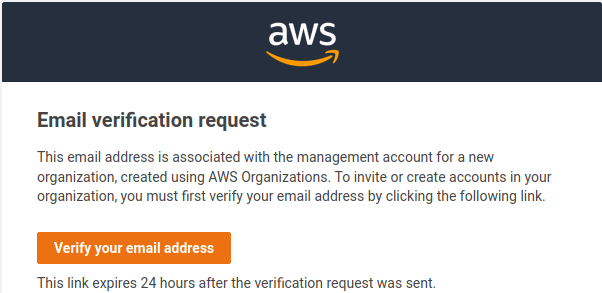 aws
Email verification request
This email address is associated with the management account for a new
organization, created using AWS Organizations. To invite or create accounts in your
organization, you must first verify your email address by clicking the following link.
Verify your email address
This link expires 24 hours after the verification request was sent.